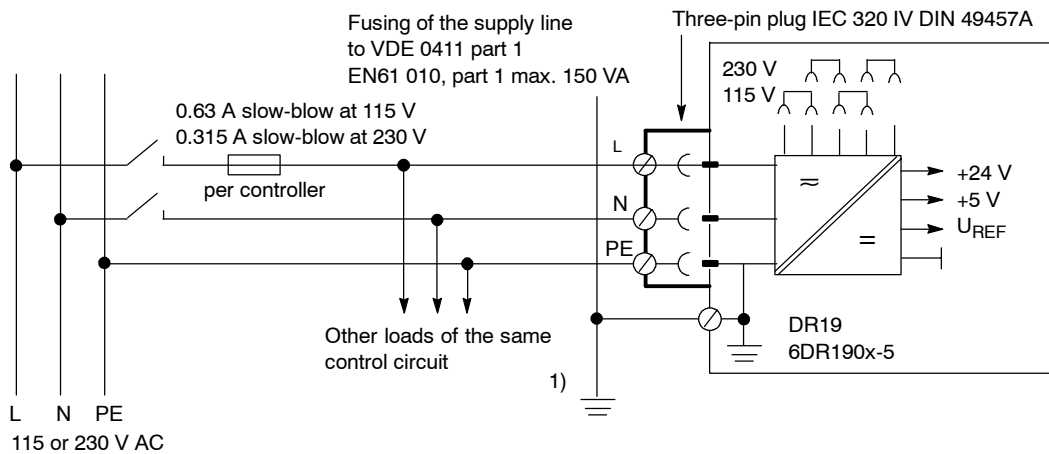 Fusing of the supply line
to VDE 0411 part 1
EN61 010, part 1 max. 150 VA
Three-pin plug IEC 320 IV DIN 49457A
0.63 A slow-blow at 115 V
0.315 A slow-blow at 230 V
per controller
230 V
115 V
L
N
PE
≈
=
+24 V
+5 V
UREF
DR19
6DR190x-5
Other loads of the same
control circuit
1)
L N PE
115 or 230 V AC